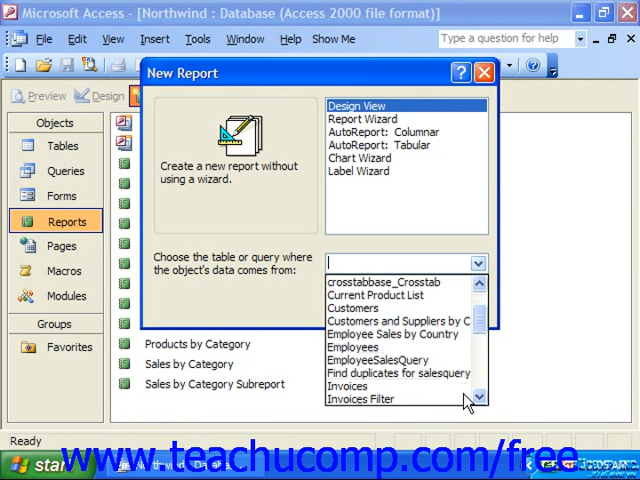 Microsoft Access - [Northwind : Database (Access 2000 file format)]
File Edit View Insert Tools Window Help Show Me
Type a question for help
New Report
Preview Design
Objects
Tables
Queries
Forms
Reports
Pages
Macros
Modules
Groups
Favorites
Create a new report without
using a wizard.
Design View
Report Wizard
AutoReport: Columnar
AutoReport: Tabular
Chart Wizard
Label Wizard
Choose the table or query where
the object's data comes from:
crosstabbase_Crosstab
Current Product List
Customers
Customers and Suppliers by C
Employee Sales by Country
Employees
EmployeeSalesQuery
Find duplicates for salesquery
Invoices
Invoices Filter
Products by Category
Sales by Category
Sales by Category Subreport
Ready
www.teachucomp.com/free
start